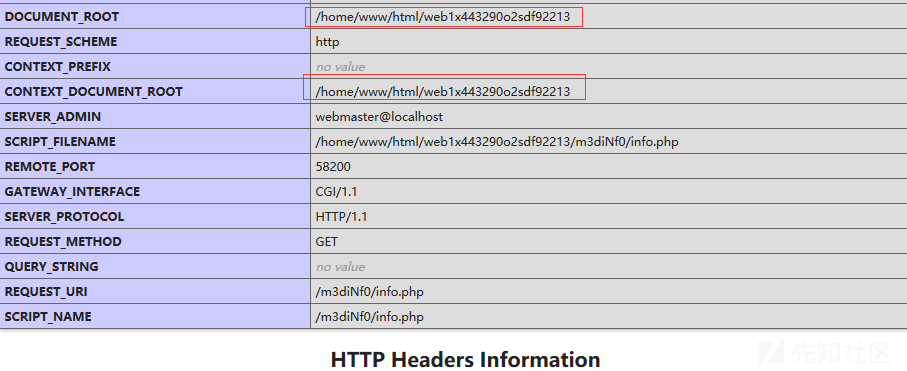 DOCUMENT_ROOT /home/www/html/web1x443290o2sdf92213
REQUEST_SCHEME http
CONTEXT_PREFIX no value
CONTEXT_DOCUMENT_ROOT /home/www/html/web1x443290o2sdf92213
SERVER_ADMIN webmaster@localhost
SCRIPT_FILENAME /home/www/html/web1x443290o2sdf92213/m3diNf0/info.php
REMOTE_PORT 58200
GATEWAY_INTERFACE CGI/1.1
SERVER_PROTOCOL HTTP/1.1
REQUEST_METHOD GET
QUERY_STRING no value
REQUEST_URI /m3diNf0/info.php
SCRIPT_NAME /m3diNf0/info.php
HTTP Headers Information
先知社区